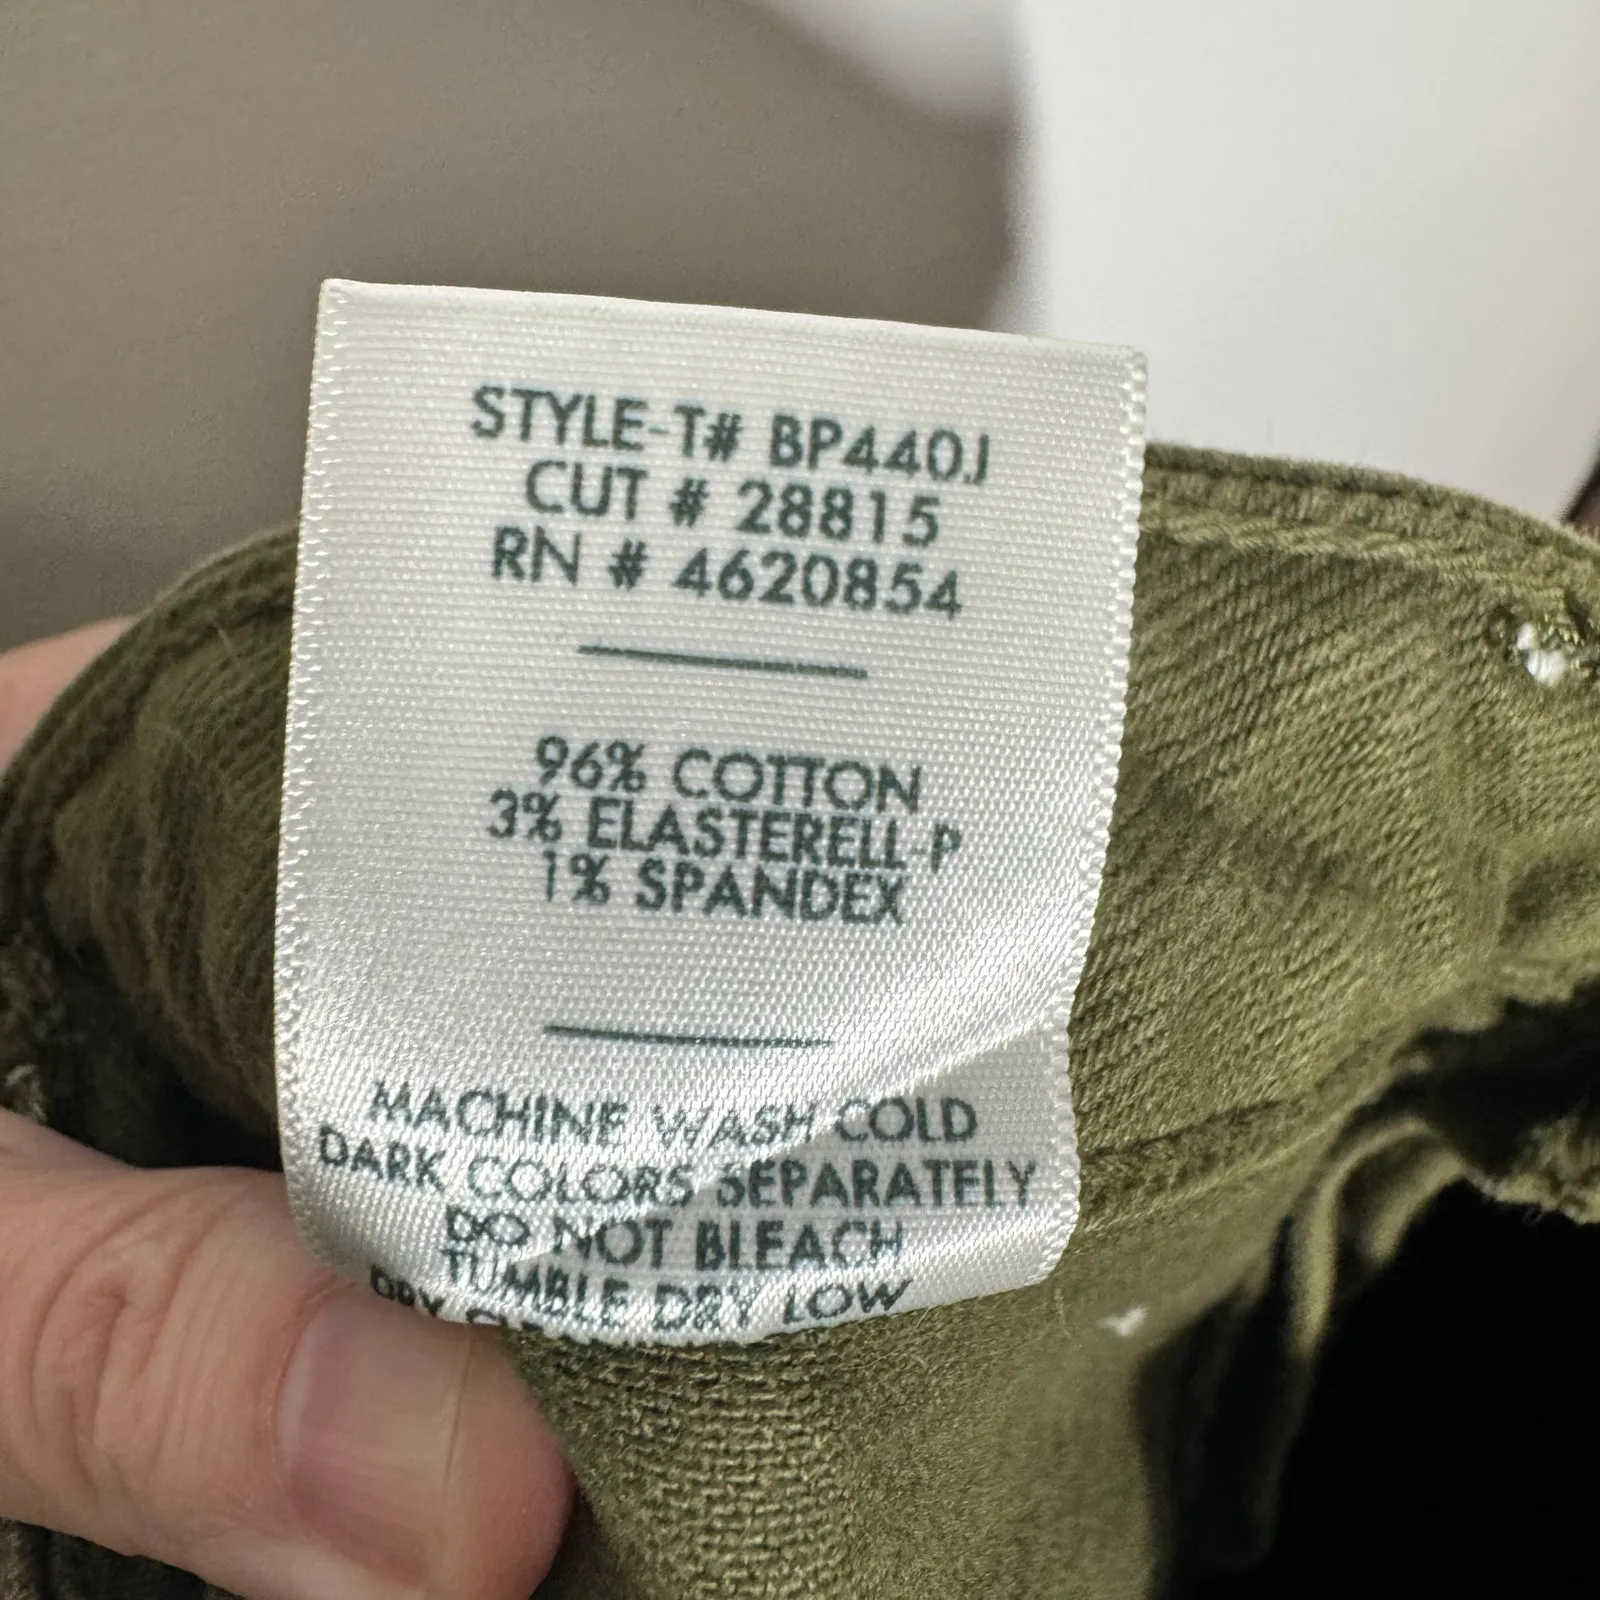 STYLE-T# BP440J
CUT # 28815
RN # 4620854
96% COTTON
3% ELASTERELL-P
1% SPANDEX
MACHINE WASH COLD
DARK COLORS SEPARATELY
DO NOT BLEACH
TUMBLE DRY LOW
DRY